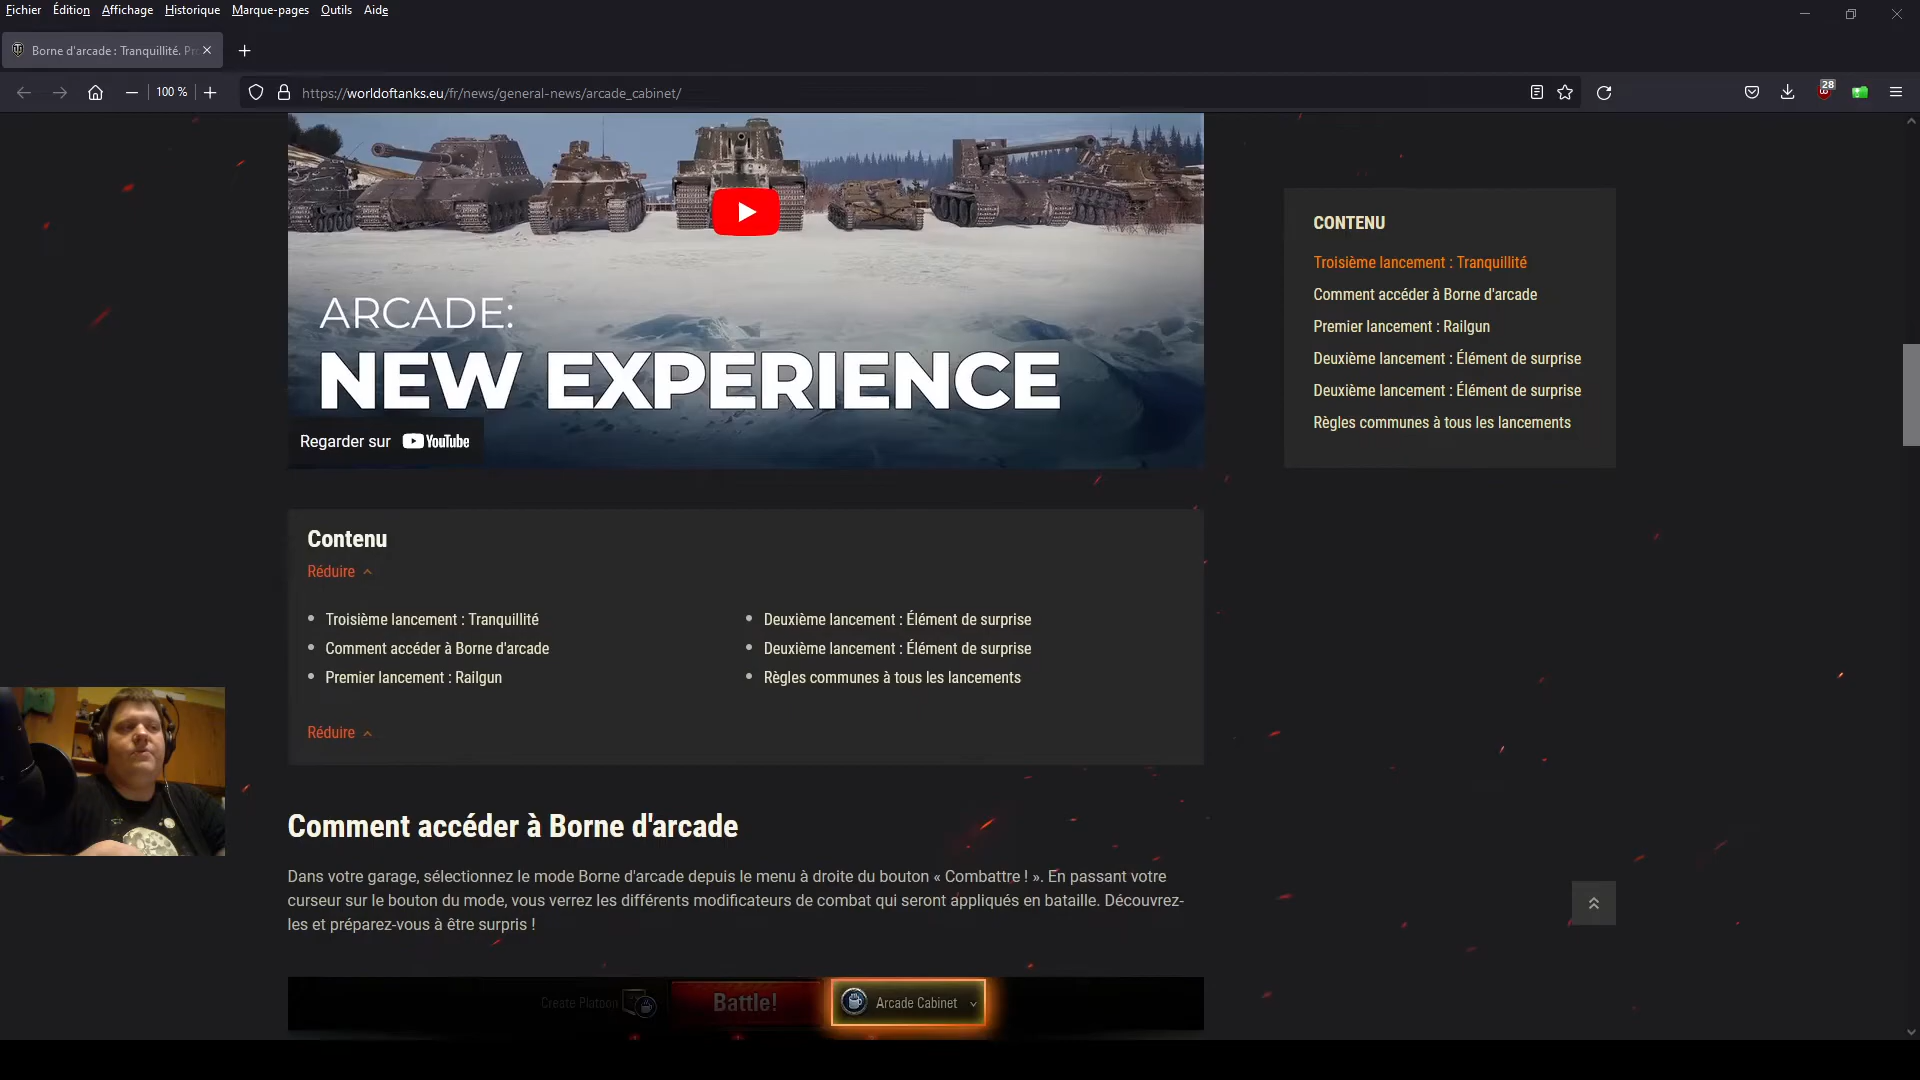 Fichier Édition Affichage Historique Marque-pages Outils Aide
Borne d'arcade : Tranquillité. Pr
100 %
https://worldoftanks.eu/fr/news/general-news/arcade_cabinet/
28
ARCADE:
NEW EXPERIENCE
Regarder sur YouTube
CONTENU
Troisième lancement : Tranquillité
Comment accéder à Borne d'arcade
Premier lancement : Railgun
Deuxième lancement : Élément de surprise
Deuxième lancement : Élément de surprise
Règles communes à tous les lancements
Contenu
Réduire
Troisième lancement : Tranquillité
Comment accéder à Borne d'arcade
Premier lancement : Railgun
Deuxième lancement : Élément de surprise
Deuxième lancement : Élément de surprise
Règles communes à tous les lancements
Réduire
Comment accéder à Borne d'arcade
Dans votre garage, sélectionnez le mode Borne d'arcade depuis le menu à droite du bouton « Combattre ! ». En passant votre
curseur sur le bouton du mode, vous verrez les différents modificateurs de combat qui seront appliqués en bataille. Découvrez-
les et préparez-vous à être surpris !
Create Platoon
Battle!
Arcade Cabinet